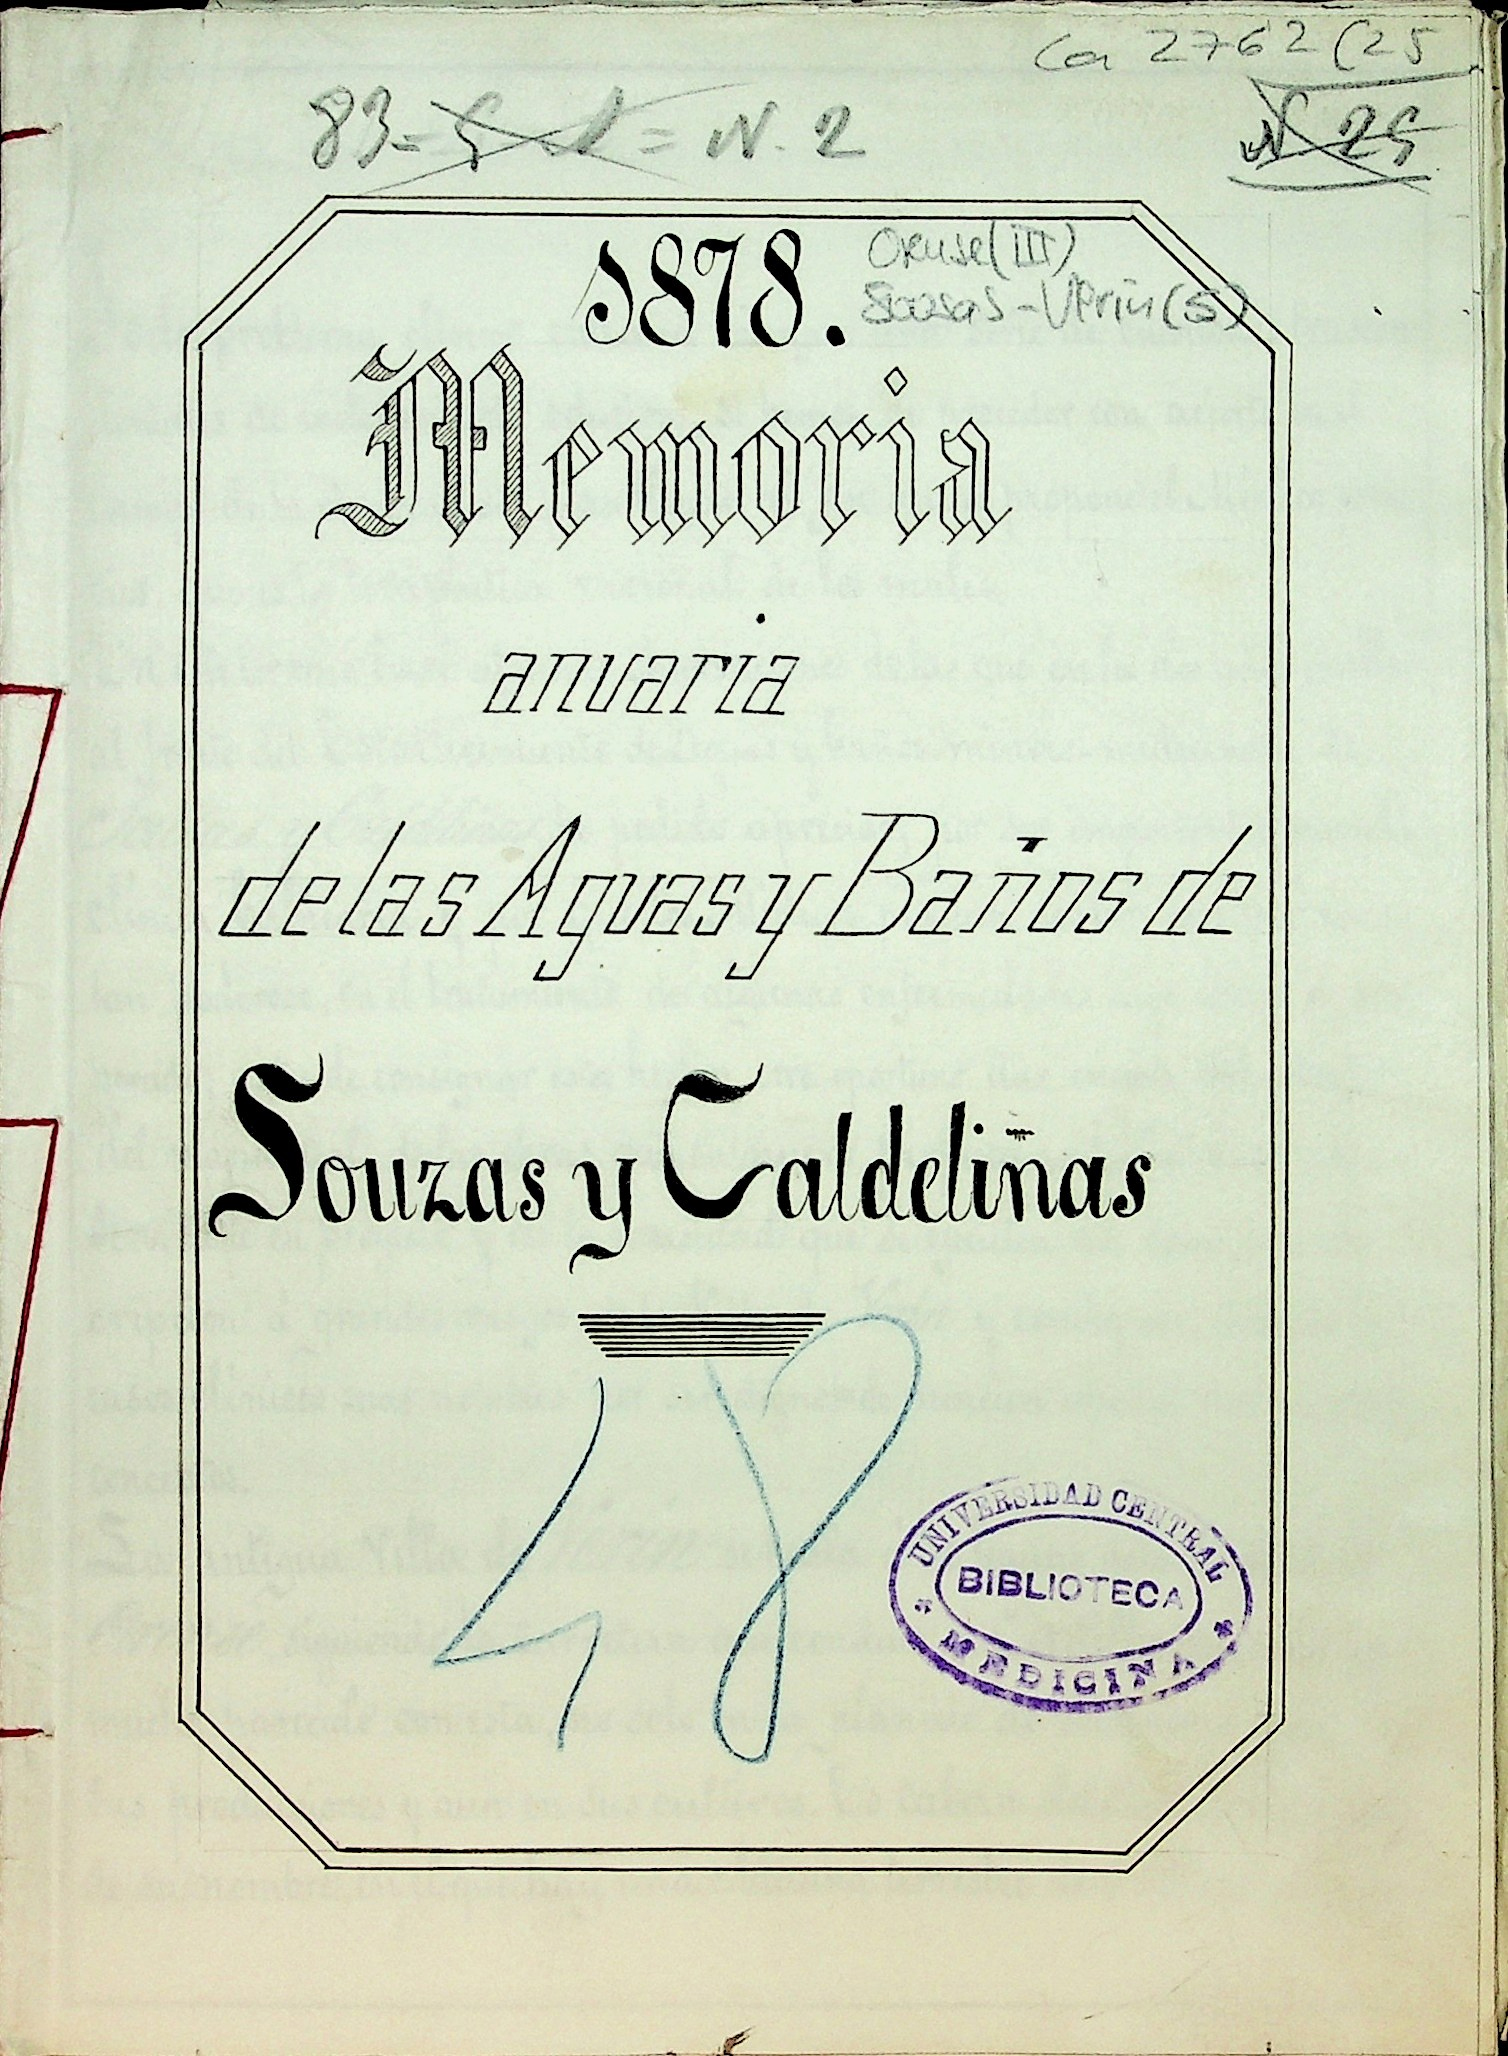 Ca 2762 (25
83= = N. 2
N 25
1878.
Orense (III)
Sousas - Verín (5)
Memoria
anuaria
de las Aguas y Baños de
Souzas y Caldeliñas
48
UNIVERSIDAD CENTRAL
BIBLIOTECA
MEDICINA